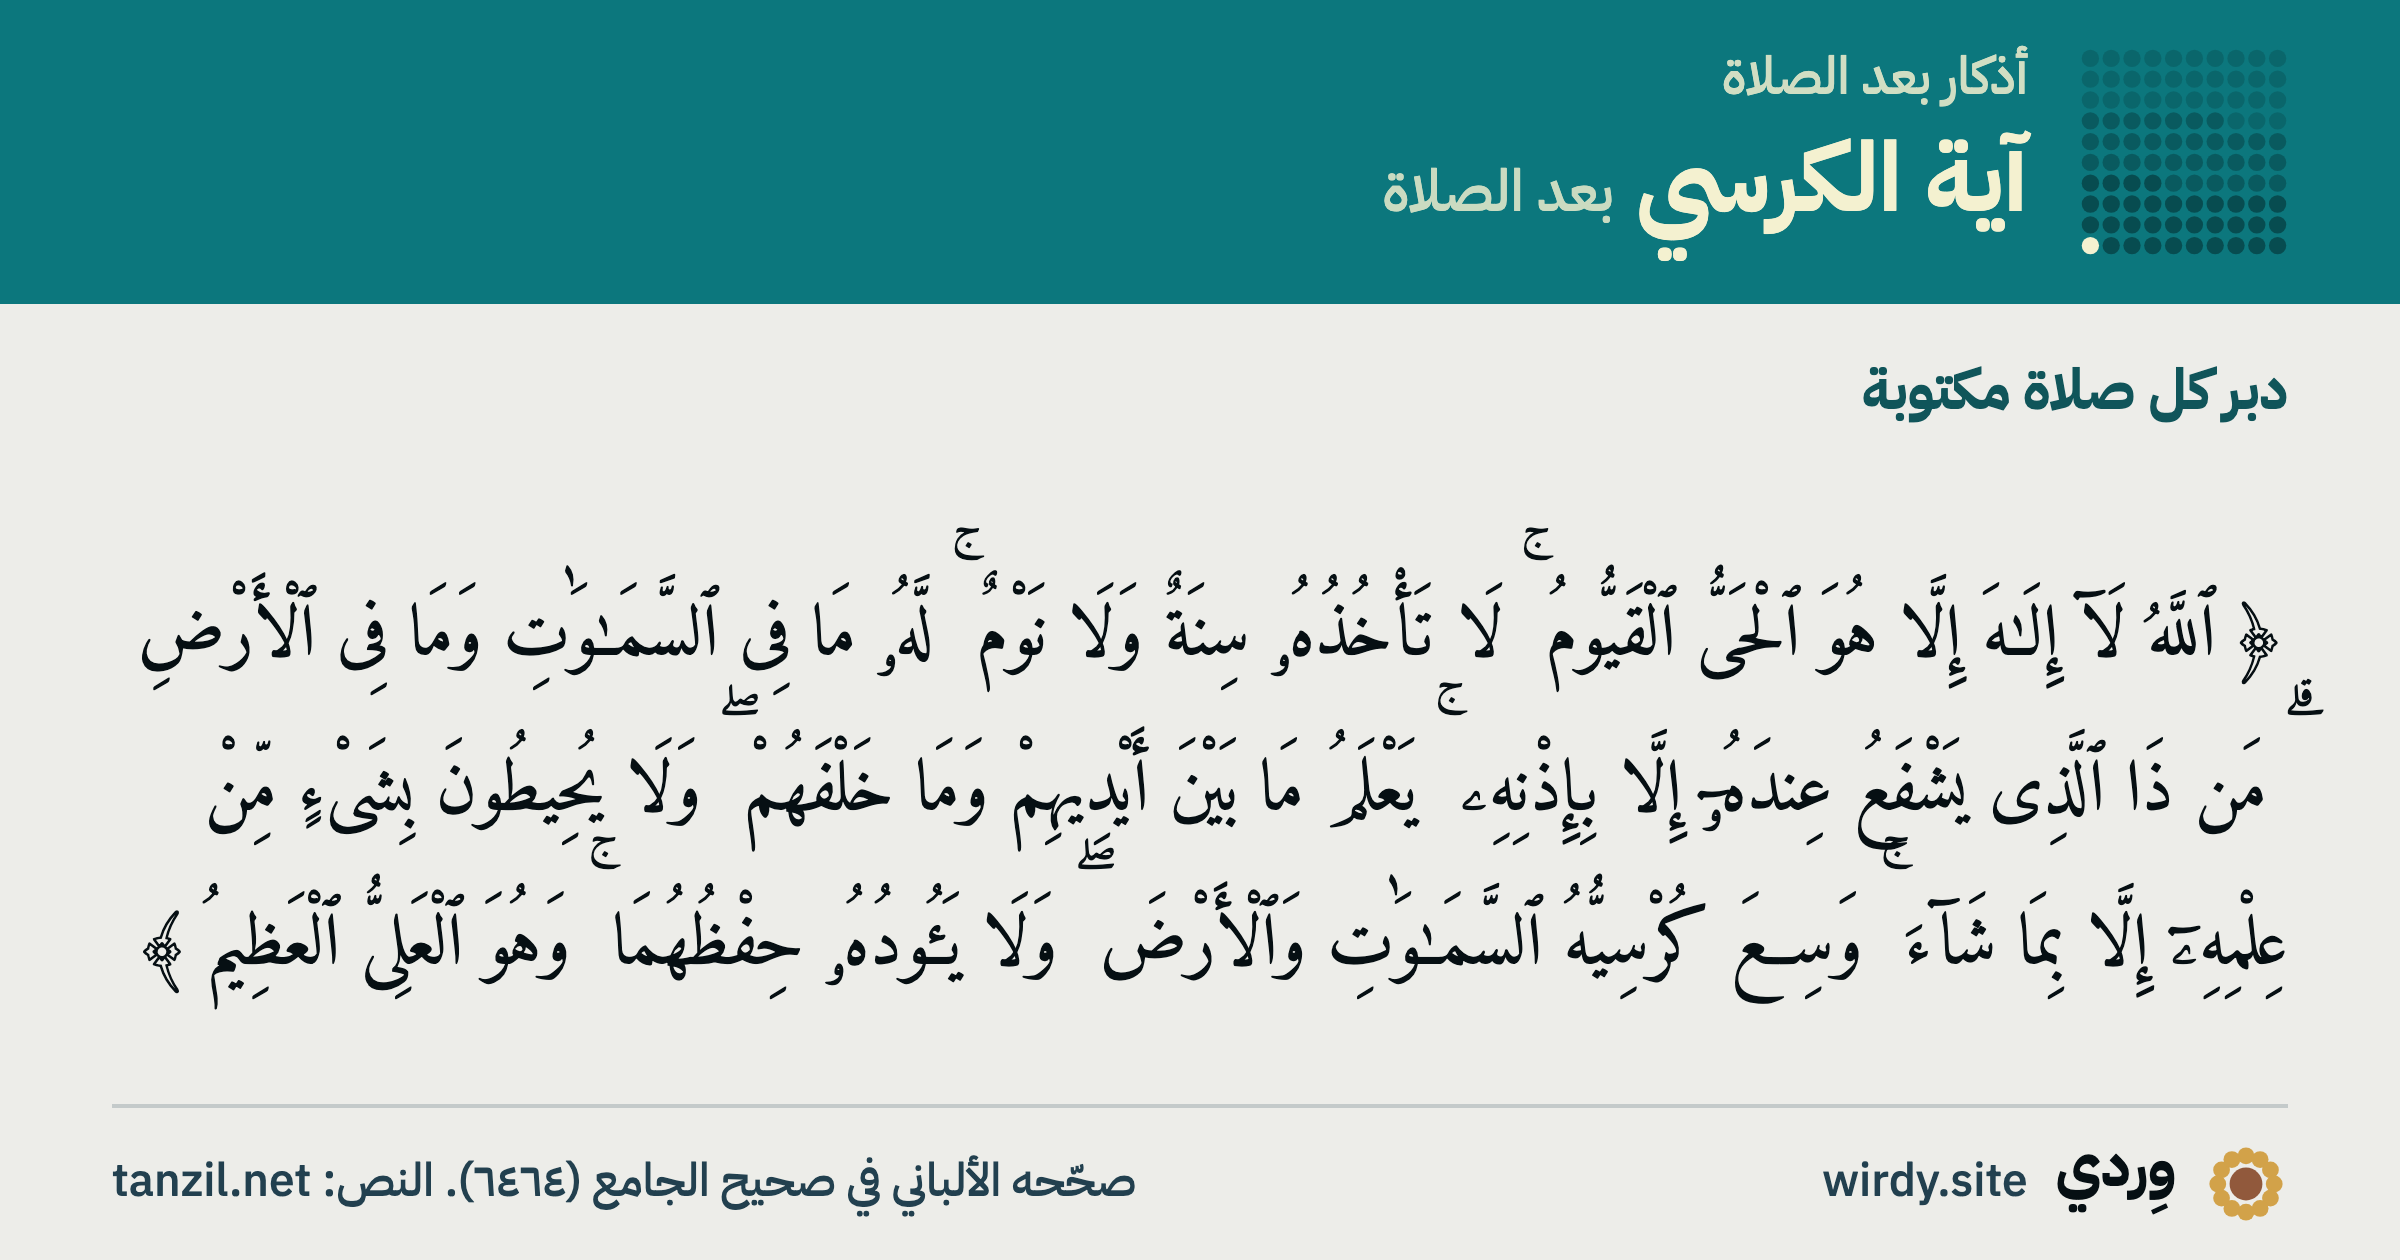 أذكار بعد الصلاة
آية الكرسي بعد الصلاة
دبر كل صلاة مكتوبة
﴿ ٱللَّهُ لَآ إِلَـٰهَ إِلَّا هُوَ ٱلْحَىُّ ٱلْقَيُّومُ ۚ لَا تَأْخُذُهُۥ سِنَةٌ وَلَا نَوْمٌ ۚ لَّهُۥ مَا فِى ٱلسَّمَـٰوَٰتِ وَمَا فِى ٱلْأَرْضِ
ۗ مَن ذَا ٱلَّذِى يَشْفَعُ عِندَهُۥٓ إِلَّا بِإِذْنِهِۦ ۚ يَعْلَمُ مَا بَيْنَ أَيْدِيهِمْ وَمَا خَلْفَهُمْ ۖ وَلَا يُحِيطُونَ بِشَىْءٍ مِّنْ
عِلْمِهِۦٓ إِلَّا بِمَا شَآءَ ۚ وَسِعَ كُرْسِيُّهُ ٱلسَّمَـٰوَٰتِ وَٱلْأَرْضَ ۖ وَلَا يَـُٔودُهُۥ حِفْظُهُمَا ۚ وَهُوَ ٱلْعَلِىُّ ٱلْعَظِيمُ ﴾
وِردي wirdy.site
صحّحه الألباني في صحيح الجامع (٦٤٦٤). النص: tanzil.net